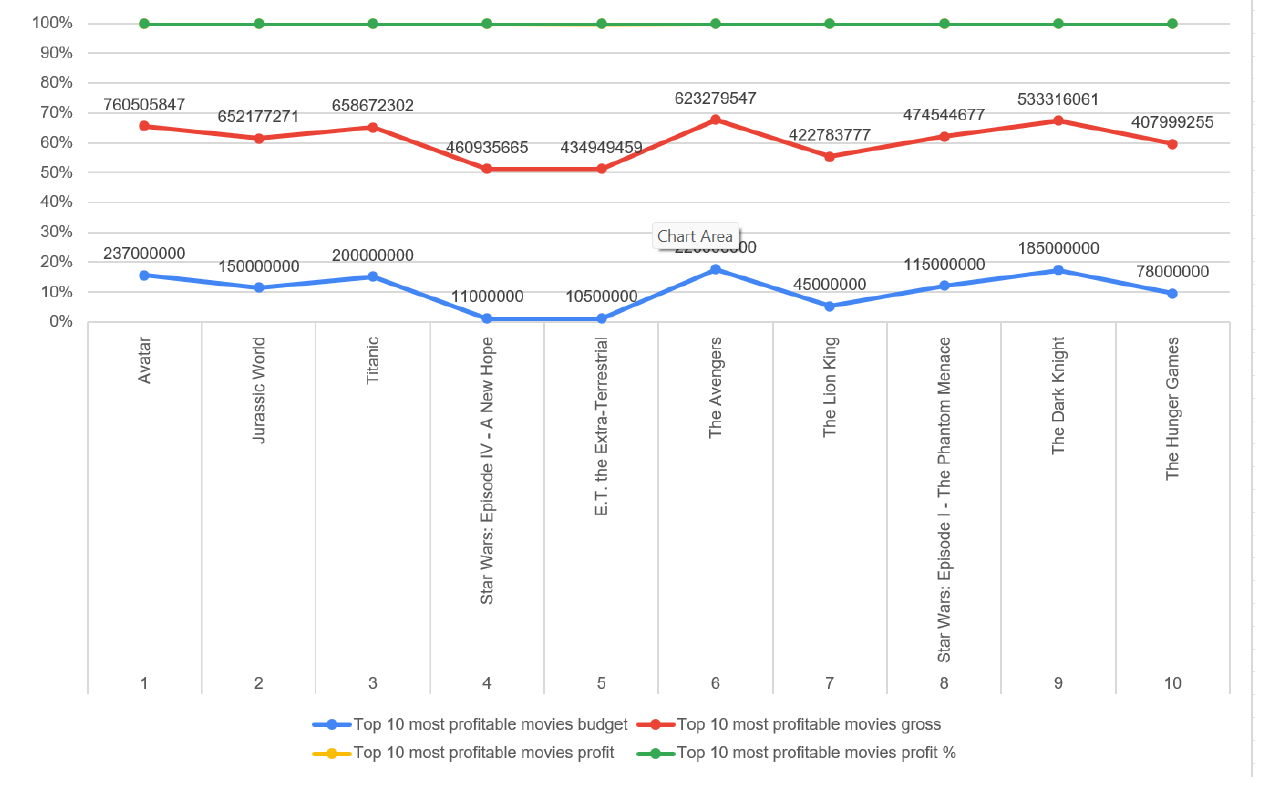 100%
90%
80%
70%
60%
50%
40%
30%
20%
10%
0%
760505847
652177271
658672302
460935665
434949459
623279547
422783777
474544677
533316061
407999255
237000000
150000000
200000000
11000000
10500000
Chart Area
45000000
115000000
185000000
78000000
Avatar
Jurassic World
Titanic
Star Wars: Episode IV - A New Hope
E.T. the Extra-Terrestrial
The Avengers
The Lion King
Star Wars: Episode I - The Phantom Menace
The Dark Knight
The Hunger Games
1 2 3 4 5 6 7 8 9 10
Top 10 most profitable movies budget
Top 10 most profitable movies gross
Top 10 most profitable movies profit
Top 10 most profitable movies profit %